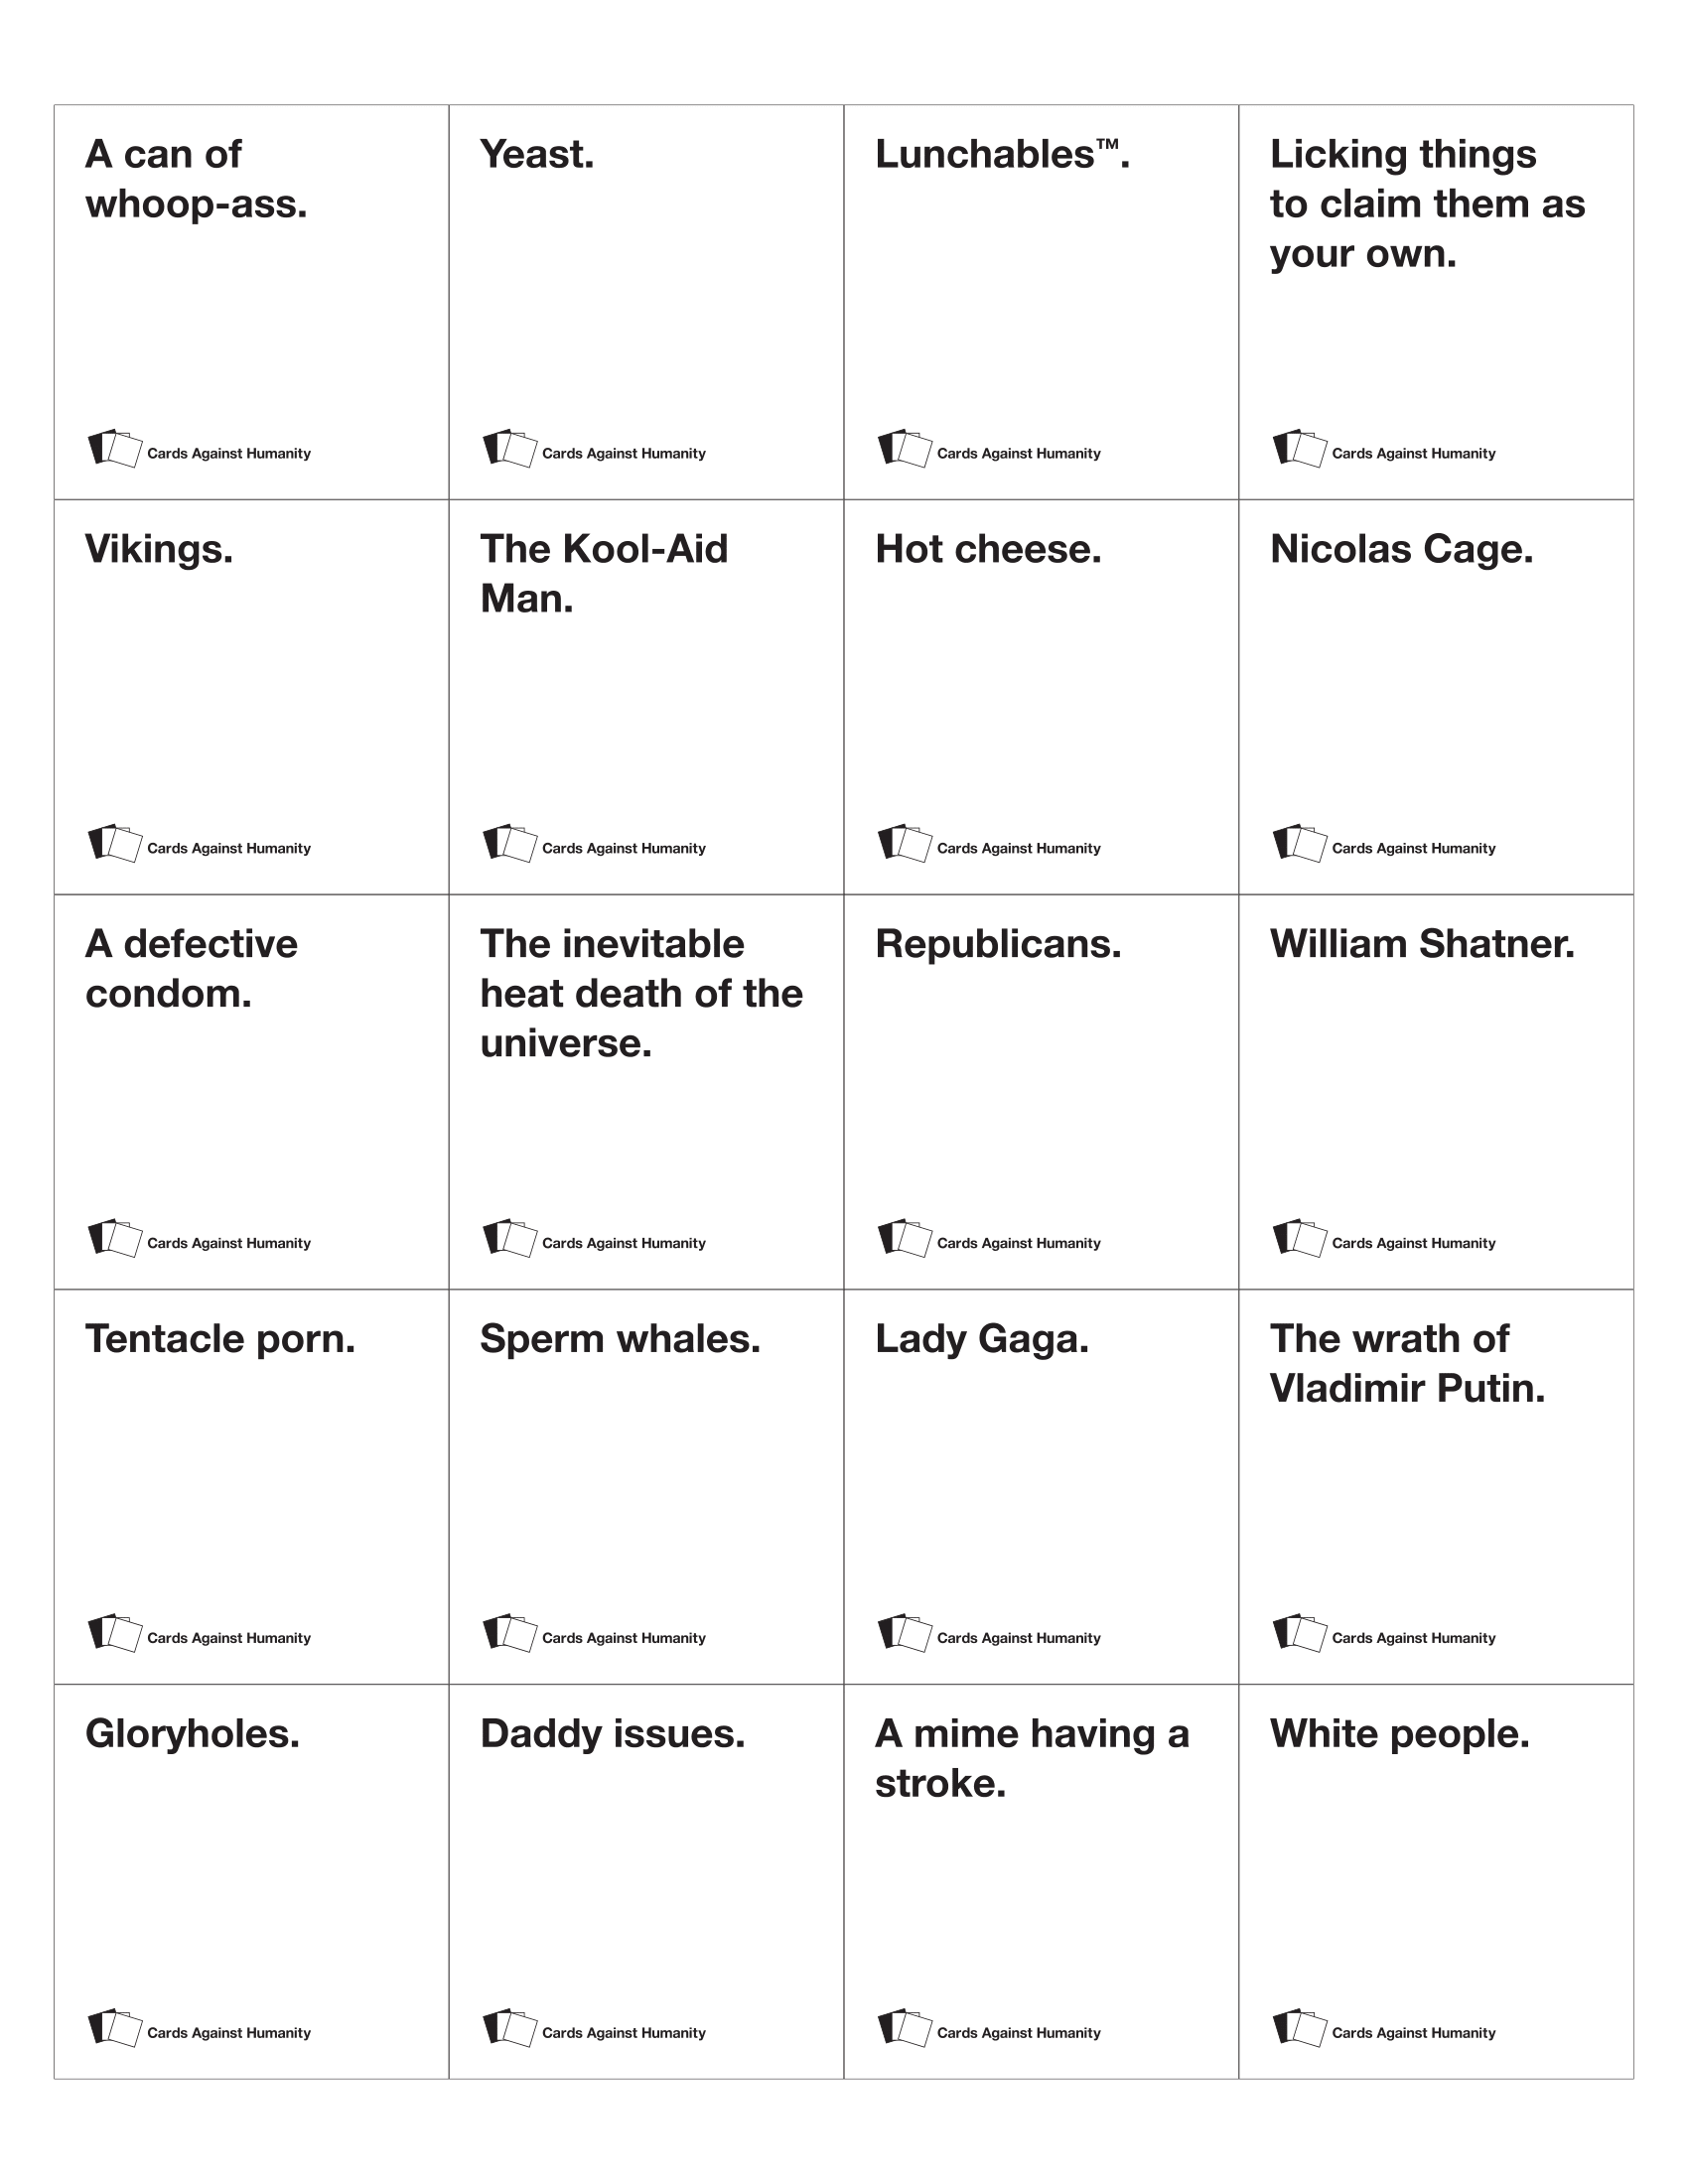 A can of
whoop-ass.
Cards Against Humanity
Yeast.
Cards Against Humanity
Lunchables™.
Cards Against Humanity
Licking things
to claim them as
your own.
Cards Against Humanity
Vikings.
Cards Against Humanity
The Kool-Aid
Man.
Cards Against Humanity
Hot cheese.
Cards Against Humanity
Nicolas Cage.
Cards Against Humanity
A defective
condom.
Cards Against Humanity
The inevitable
heat death of the
universe.
Cards Against Humanity
Republicans.
Cards Against Humanity
William Shatner.
Cards Against Humanity
Tentacle porn.
Cards Against Humanity
Sperm whales.
Cards Against Humanity
Lady Gaga.
Cards Against Humanity
The wrath of
Vladimir Putin.
Cards Against Humanity
Gloryholes.
Cards Against Humanity
Daddy issues.
Cards Against Humanity
A mime having a
stroke.
Cards Against Humanity
White people.
Cards Against Humanity